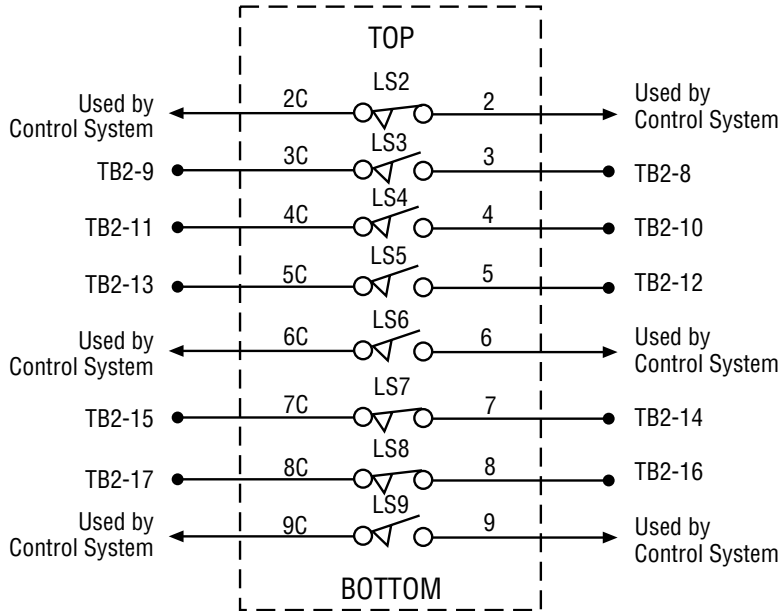 TOP
LS2
Used by
Control System
2C
2
Used by
Control System
LS3
TB2-9
3C
3
TB2-8
LS4
TB2-11
4C
4
TB2-10
LS5
TB2-13
5C
5
TB2-12
LS6
Used by
Control System
6C
6
Used by
Control System
LS7
TB2-15
7C
7
TB2-14
LS8
TB2-17
8C
8
TB2-16
LS9
Used by
Control System
9C
9
Used by
Control System
BOTTOM